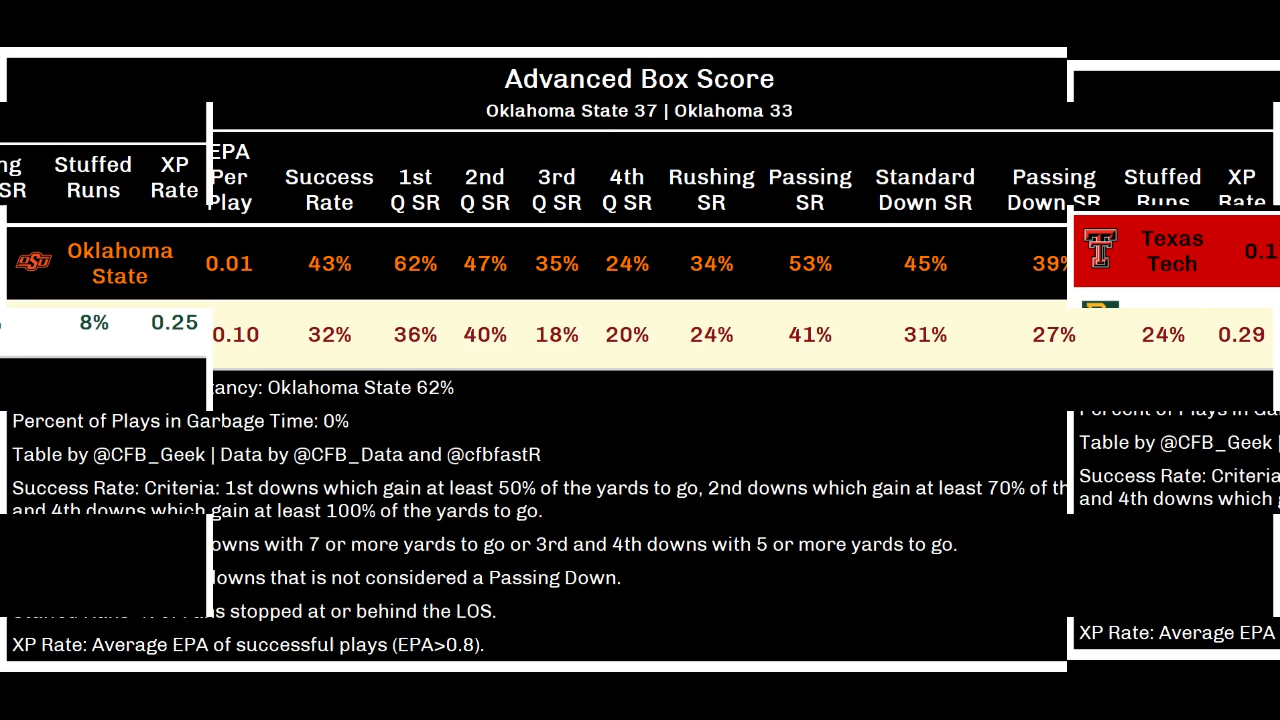 Advanced Box Score
Oklahoma State 37 | Oklahoma 33
SR Stuffed Runs XP Rate EPA Per Play Success Rate 1st Q SR 2nd Q SR 3rd Q SR 4th Q SR Rushing SR Passing SR Standard Down SR Passing Down SR Stuffed Runs XP Rate
Oklahoma State 0.01 43% 62% 47% 35% 24% 34% 53% 45% 39% Texas Tech 0.1
8% 0.25 0.10 32% 36% 40% 18% 20% 24% 41% 31% 27% 24% 0.29
Oklahoma State 62%
Percent of Plays in Garbage Time: 0%
Table by @CFB_Geek | Data by @CFB_Data and @cfbfastR
Table by @CFB_Geek |
Success Rate: Criteria: 1st downs which gain at least 50% of the yards to go, 2nd downs which gain at least 70% of
and 4th downs which gain at least 100% of the yards to go.
Success Rate: Criteria
and 4th downs which
with 7 or more yards to go or 3rd and 4th downs with 5 or more yards to go.
that is not considered a Passing Down.
stopped at or behind the LOS.
XP Rate: Average EPA of successful plays (EPA>0.8).
XP Rate: Average EPA